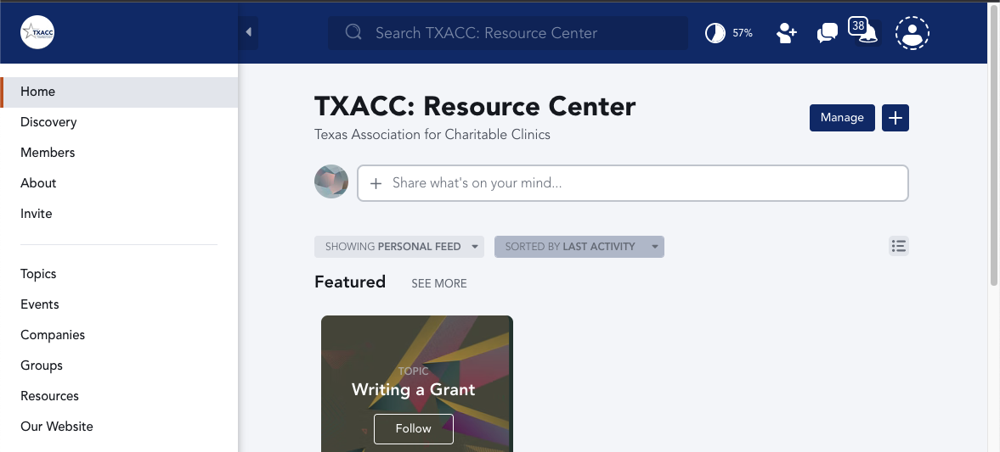 TXACC
Search TXACC: Resource Center
57%
38
Home
Discovery
Members
About
Invite
Topics
Events
Companies
Groups
Resources
Our Website
TXACC: Resource Center
Texas Association for Charitable Clinics
Manage
Share what's on your mind...
SHOWING PERSONAL FEED
SORTED BY LAST ACTIVITY
Featured
SEE MORE
TOPIC
Writing a Grant
Follow